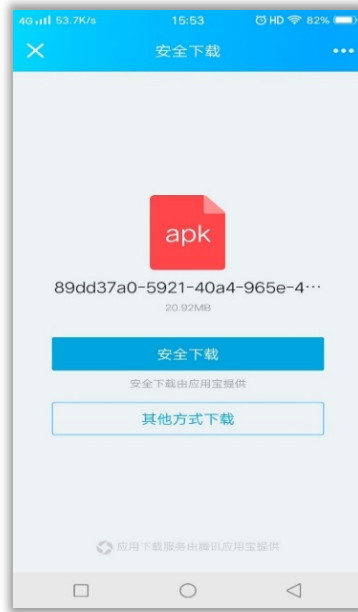 4G 53.7K/s 15:53 HD 82%
安全下载
apk
89dd37a0-5921-40a4-965e-4…
20.92MB
安全下载
安全下载由应用宝提供
其他方式下载
应用下载服务由腾讯应用宝提供